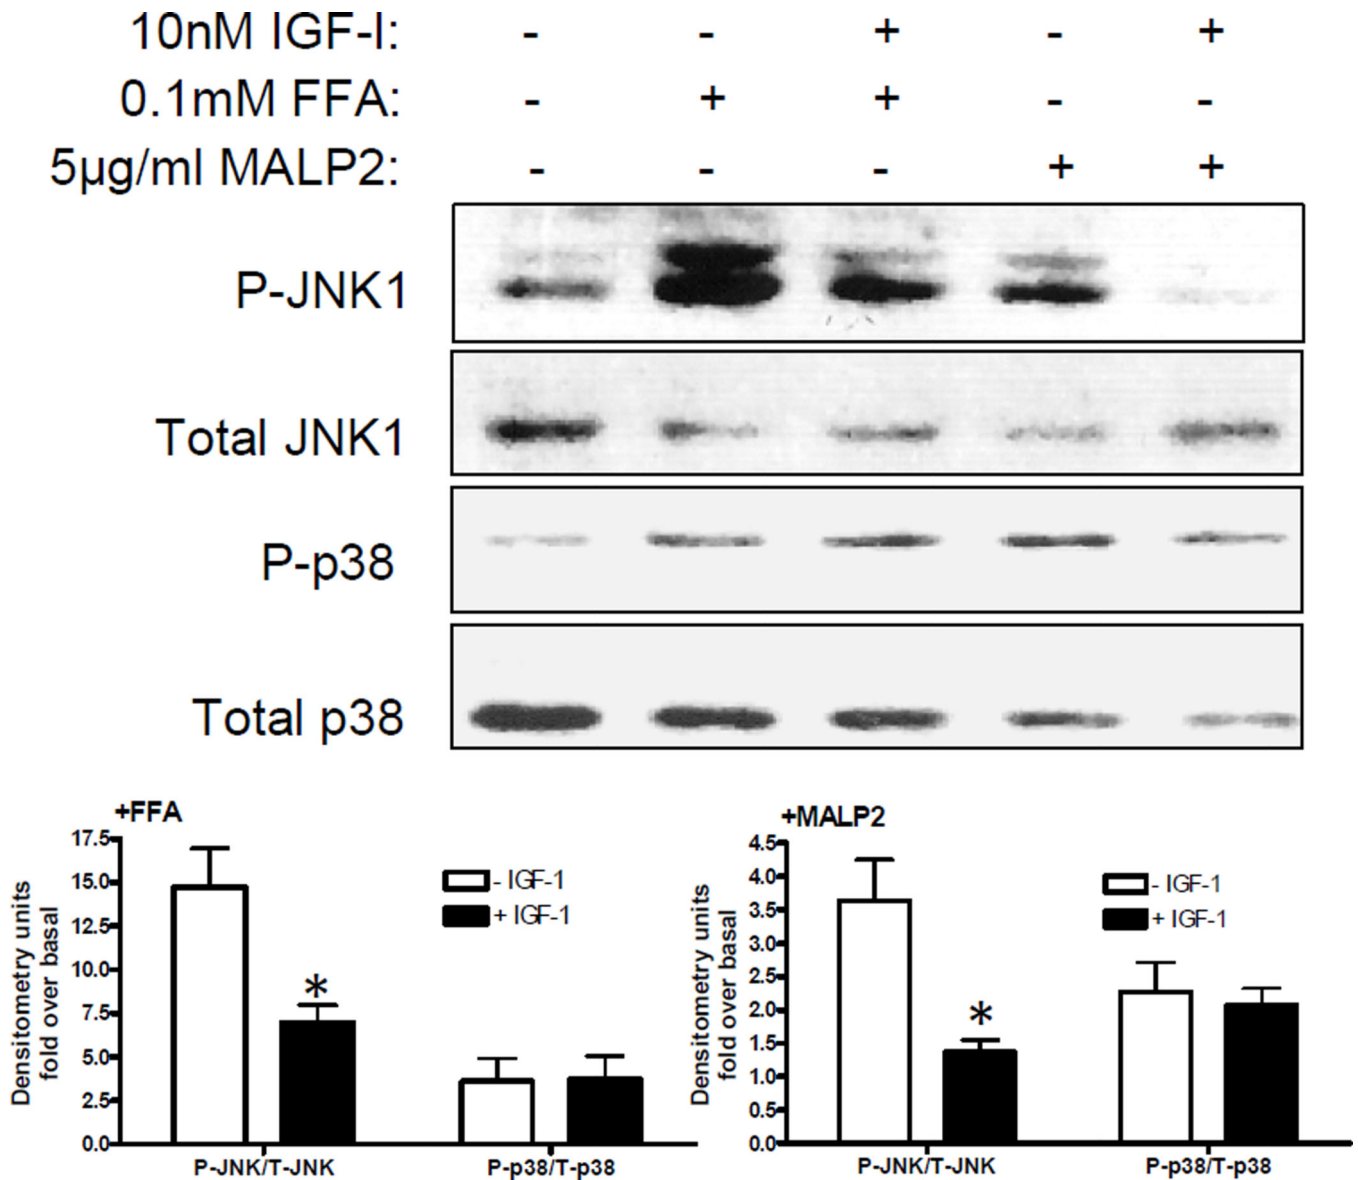 10nM IGF-I: - - + - +
0.1mM FFA: - + + - -
5µg/ml MALP2: - - - + +
P-JNK1
Total JNK1
P-p38
Total p38
+FFA
17.5
15.0
12.5
10.0
7.5
5.0
2.5
0.0
Densitometry units
fold over basal
- IGF-1
+ IGF-1
*
P-JNK/T-JNK P-p38/T-p38
+MALP2
4.5
4.0
3.5
3.0
2.5
2.0
1.5
1.0
0.5
0.0
Densitometry units
fold over basal
- IGF-1
+ IGF-1
*
P-JNK/T-JNK P-p38/T-p38